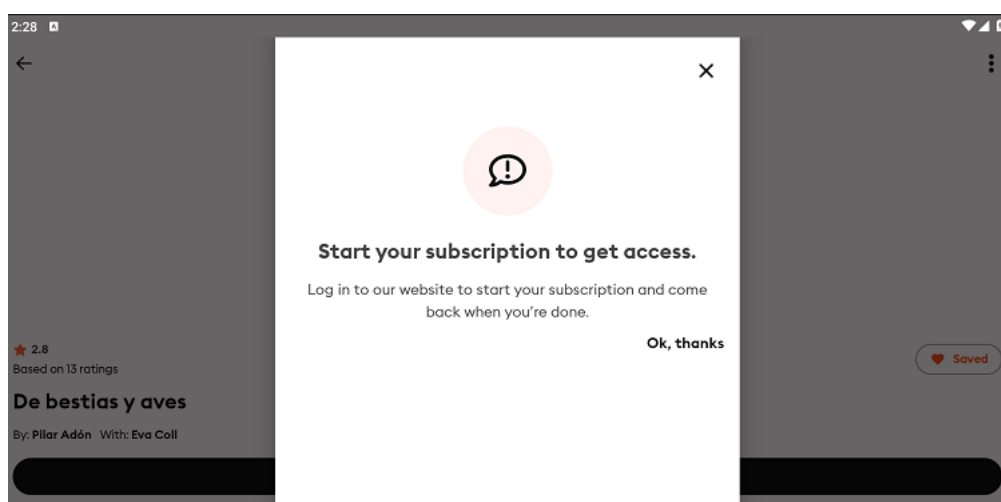 2:28
Start your subscription to get access.
Log in to our website to start your subscription and come
back when you're done.
Ok, thanks
2.8
Based on 13 ratings
Saved
De bestias y aves
By: Pilar Adón With: Eva Coll